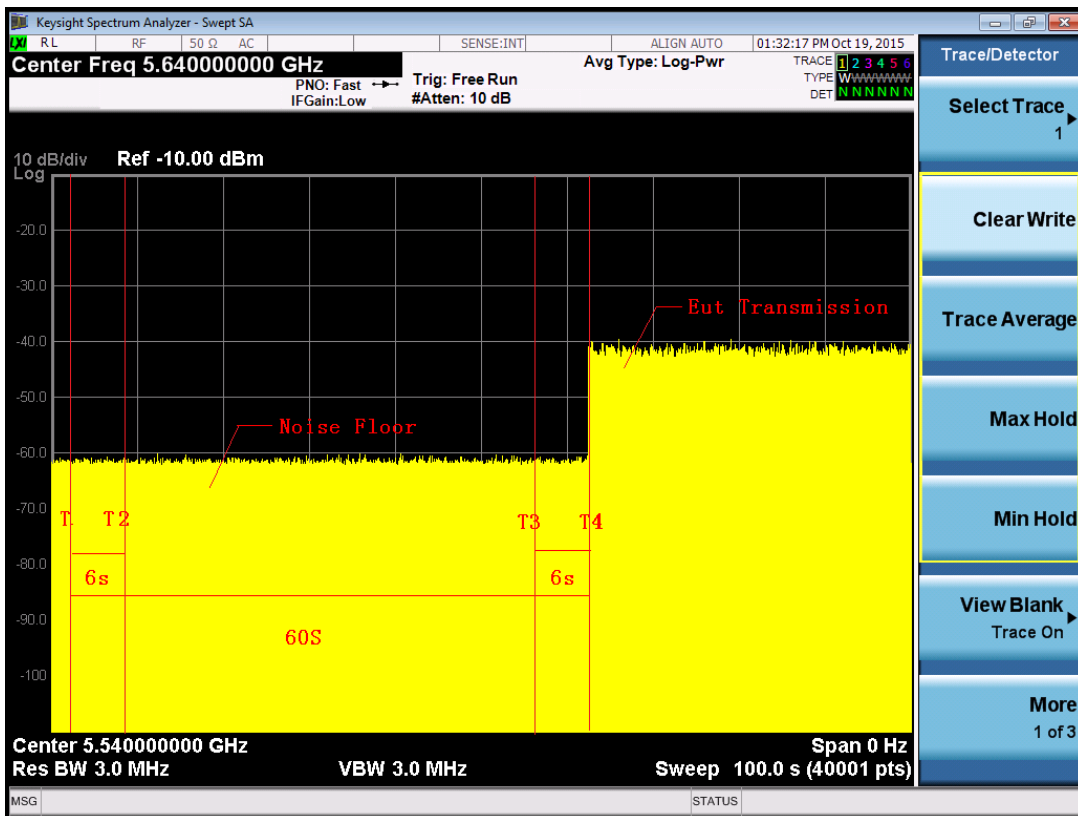 Keysight Spectrum Analyzer - Swept SA
LXI RL RF 50 Ω AC SENSE:INT ALIGN AUTO 01:32:17 PM Oct 19, 2015
Center Freq 5.640000000 GHz
PNO: Fast
IFGain:Low
Trig: Free Run
#Atten: 10 dB
Avg Type: Log-Pwr
TRACE 1 2 3 4 5 6
TYPE WWWWWW
DET N N N N N N
10 dB/div Ref -10.00 dBm
Log
-20.0
-30.0
-40.0
-50.0
-60.0
-70.0
-80.0
-90.0
-100
Eut Transmission
Noise Floor
T. T2 T3 T4
6s 6s
60S
Center 5.540000000 GHz Span 0 Hz
Res BW 3.0 MHz VBW 3.0 MHz Sweep 100.0 s (40001 pts)
MSG STATUS
Trace/Detector
Select Trace
1
Clear Write
Trace Average
Max Hold
Min Hold
View Blank
Trace On
More
1 of 3